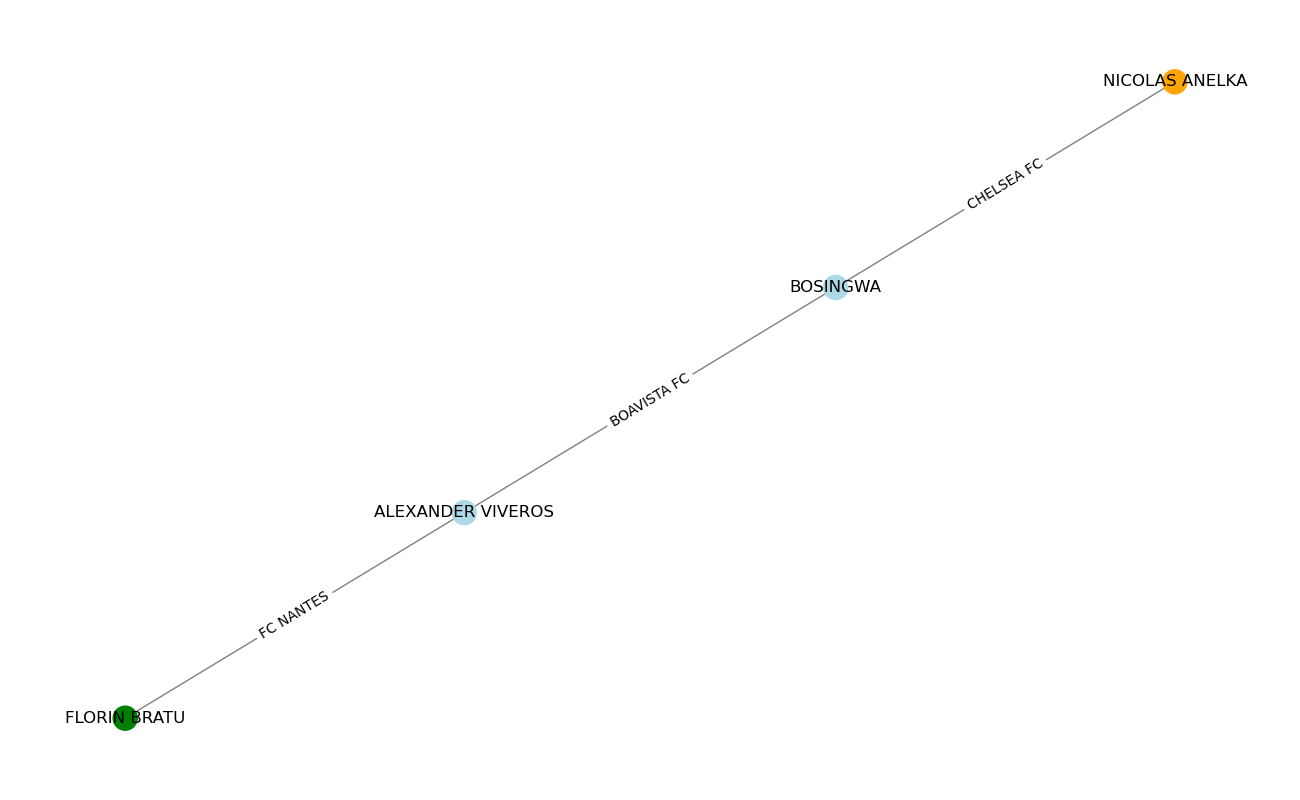 NICOLAS ANELKA
CHELSEA FC
BOSINGWA
BOAVISTA FC
ALEXANDER VIVEROS
FC NANTES
FLORIN BRATU